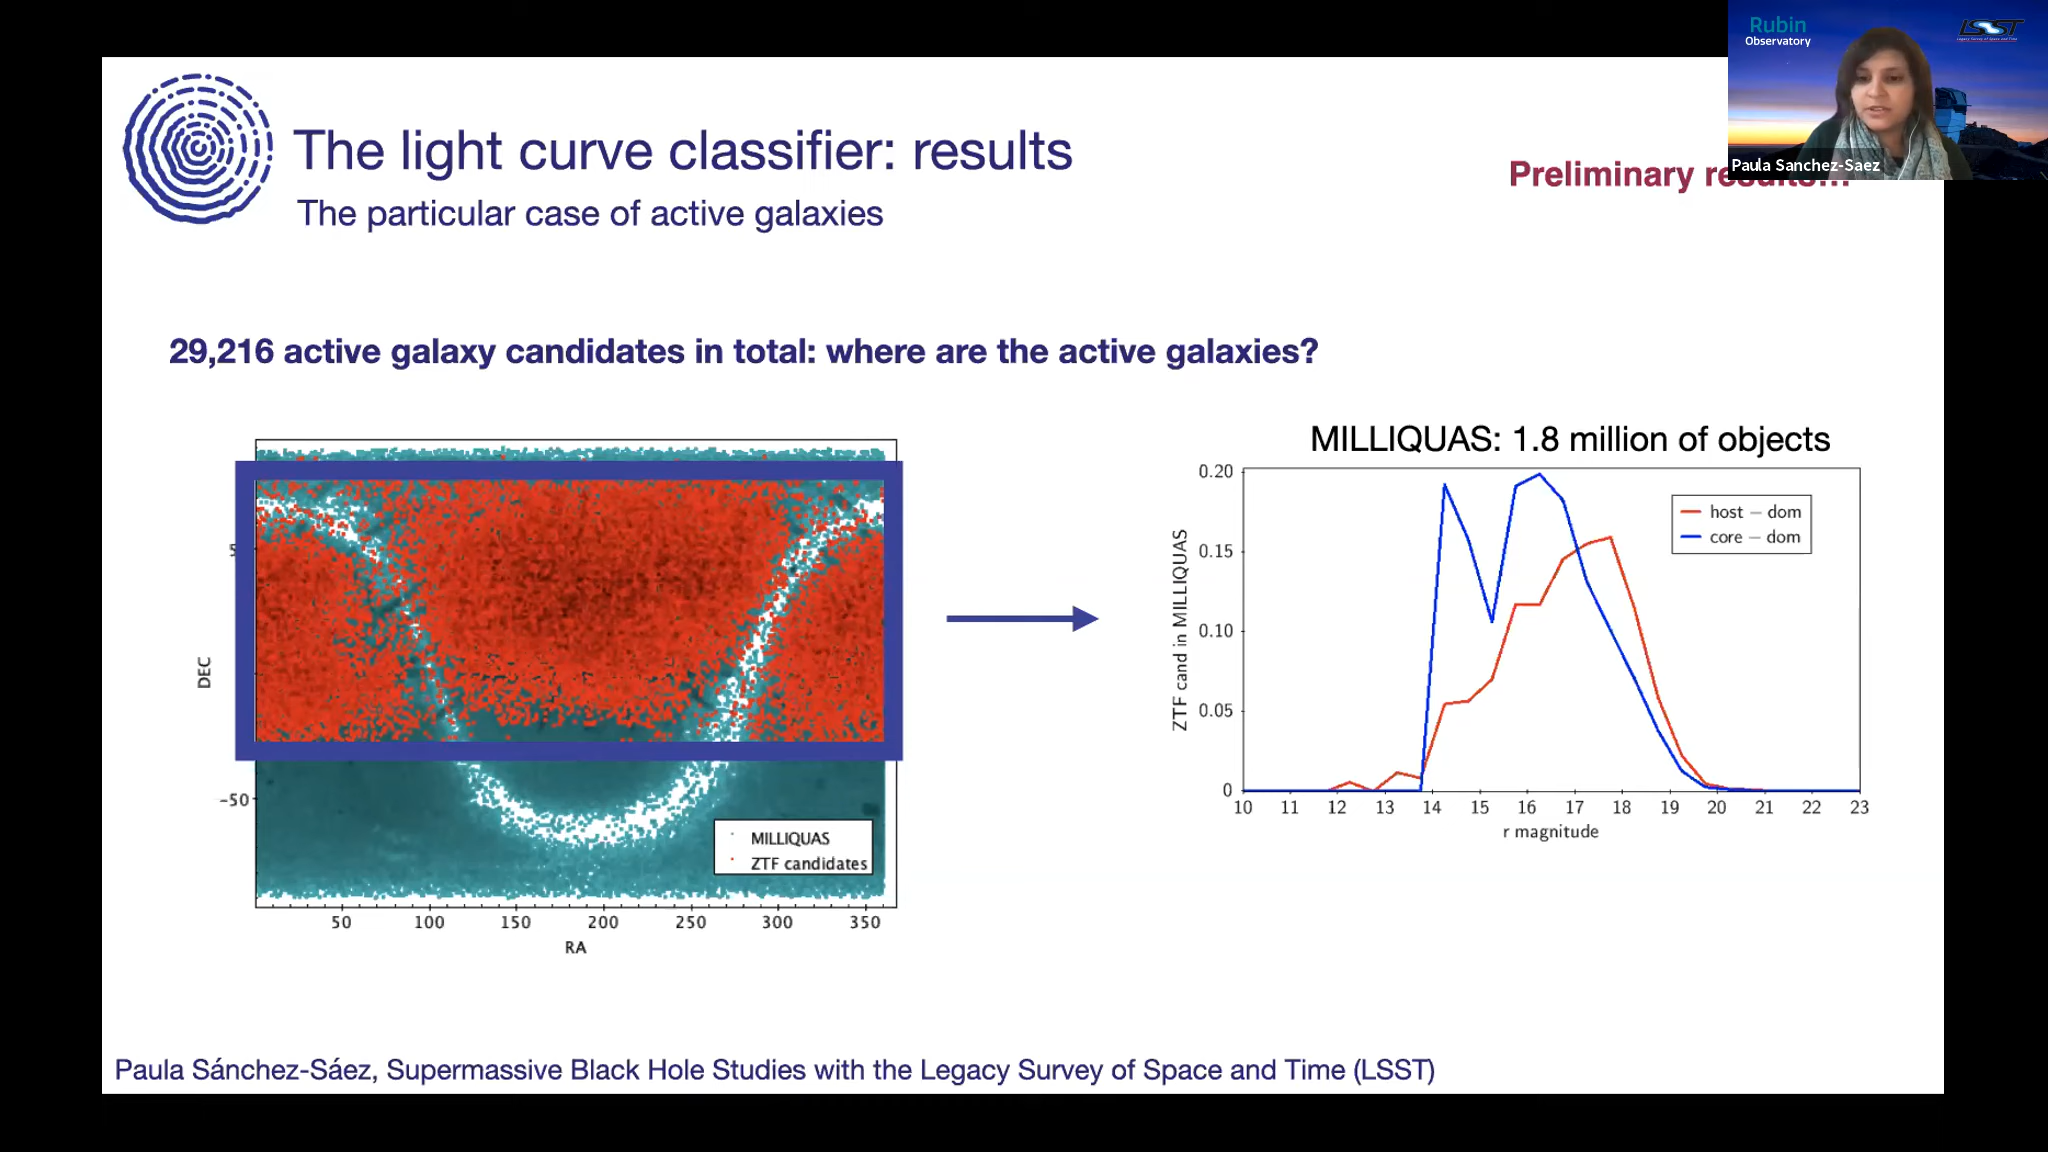 Rubin
Observatory
LSST
Paula Sanchez-Saez
The light curve classifier: results
The particular case of active galaxies
Preliminary results...
29,216 active galaxy candidates in total: where are the active galaxies?
DEC
-50
MILLIQUAS
ZTF candidates
50 100 150 200 250 300 350
RA
MILLIQUAS: 1.8 million of objects
ZTF cand in MILLIQUAS
0.20
0.15
0.10
0.05
0
host – dom
core – dom
10 11 12 13 14 15 16 17 18 19 20 21 22 23
r magnitude
Paula Sánchez-Sáez, Supermassive Black Hole Studies with the Legacy Survey of Space and Time (LSST)